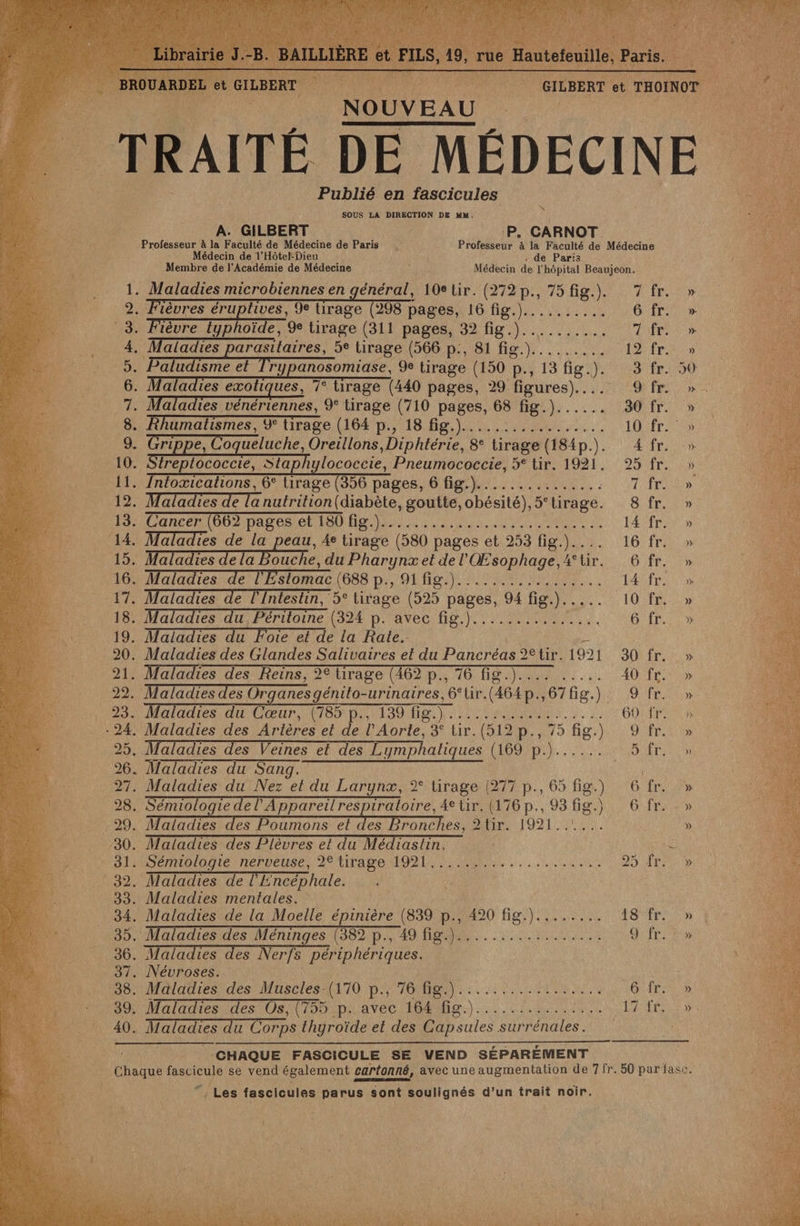 Librairie J.-B. BAILLIÈRE et FILS, 19, rue Hautefeuille, Paris.
BROUARDEL et GILBERT GILBERT et THOINOT
NOUVEAU
TRAITÉ DE MÉDECINE
Publié en fascicules
SOUS LA DIRECTION DE MM.
A. GILBERT P. CARNOT
Professeur à la Faculté de Médecine de Paris Professeur à la Faculté de Médecine
Médecin de l'Hôtel-Dieu de Paris
Membre de l'Académie de Médecine Médecin de l'hôpital Beaujeon.
1. Maladies microbiennes en général, 10e tir. (272 p., 75 fig.). 7 fr. »
2. Fièvres éruptives, 9e tirage (298 pages, 16 fig.).......... 6 fr. »
3. Fièvre typhoïde, 9e tirage (311 pages, 32 fig.).......... 7 fr. »
4. Maladies parasitaires, 5e tirage (566 p., 81 fig.)......... 12 fr. »
5. Paludisme et Trypanosomiase, 9e tirage (150 p., 13 fig.). 3 fr. 50
6. Maladies exotiques, 7e tirage (440 pages, 29 figures).... 9 fr. »
7. Maladies vénériennes, 9e tirage (710 pages, 68 fig.)...... 30 fr. »
8. Rhumatismes, 9e tirage (164 p., 18 fig.)................ 10 fr. »
9. Grippe, Coqueluche, Oreillons, Diphtérie, 8e tirage (184p.). 4 fr. »
10. Streptococcie, Staphylococcie, Pneumococcie, 5e tir. 1921. 25 fr. »
11. Intoxications, 6e tirage (356 pages, 6 fig.).............. 7 fr. »
12. Maladies de la nutrition (diabète, goutte, obésité), 5e tirage. 8 fr. »
13. Cancer (662 pages et 180 fig.)......................... 14 fr. »
14. Maladies de la peau, 4e tirage (580 pages et 253 fig.).... 16 fr. »
15. Maladies de la Bouche, du Pharynx et de l'Œsophage, 4e tir. 6 fr. »
16. Maladies de l'Estomac (688 p., 91 fig.)................. 14 fr. »
17. Maladies de l'Intestin, 5e tirage (525 pages, 94 fig.)..... 10 fr. »
18. Maladies du Péritoine (324 p. avec fig.)................ 6 fr. »
19. Maladies du Foie et de la Rate.
20. Maladies des Glandes Salivaires et du Pancréas 2e tir. 1921 30 fr. »
21. Maladies des Reins, 2e tirage (462 p., 76 fig.)......... 40 fr. »
22. Maladies des Organes génito-urinaires, 6e tir. (464 p., 67 fig.) 9 fr. »
23. Maladies du Cœur, (785 p., 139 fig.)................... 60 fr. »
24. Maladies des Artères et de l'Aorte, 3e tir. (512 p., 75 fig.) 9 fr. »
25. Maladies des Veines et des Lymphatiques (169 p.)...... 5 fr. »
26. Maladies du Sang.
27. Maladies du Nez et du Larynx, 2e tirage (277 p., 65 fig.) 6 fr. »
28. Sémiologie de l'Appareil respiratoire, 4e tir. (176 p., 93 fig.) 6 fr. »
29. Maladies des Poumons et des Bronches, 2 tir. 1921....... »
30. Maladies des Plèvres et du Médiastin.
31. Sémiologie nerveuse, 2e tirage 1921..................... 25 fr. »
32. Maladies de l'Encéphale.
33. Maladies mentales.
34. Maladies de la Moelle épinière (839 p., 420 fig.)........ 18 fr. »
35. Maladies des Méninges (382 p., 49 fig.)................. 9 fr. »
36. Maladies des Nerfs périphériques.
37. Névroses.
38. Maladies des Muscles (170 p., 76 fig.).................. 6 fr. »
39. Maladies des Os, (755 p. avec 164 fig.)................ 17 fr. »
40. Maladies du Corps thyroïde et des Capsules surrénales.
CHAQUE FASCICULE SE VEND SÉPARÉMENT
Chaque fascicule se vend également cartonné, avec une augmentation de 7 fr. 50 par fasc.
Les fascicules parus sont soulignés d'un trait noir.